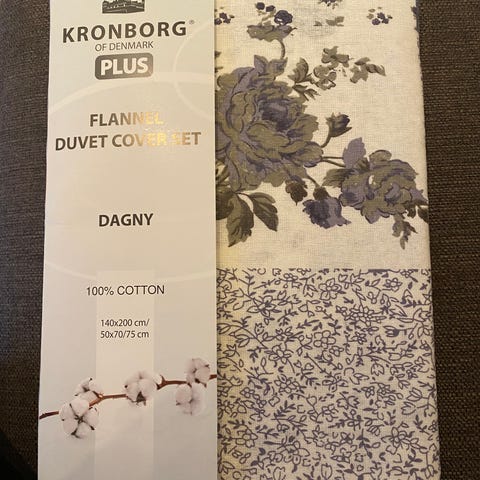 KRONBORG®
OF DENMARK
PLUS
FLANNEL
DUVET COVER SET
DAGNY
100% COTTON
140x200 cm/
50x70/75 cm